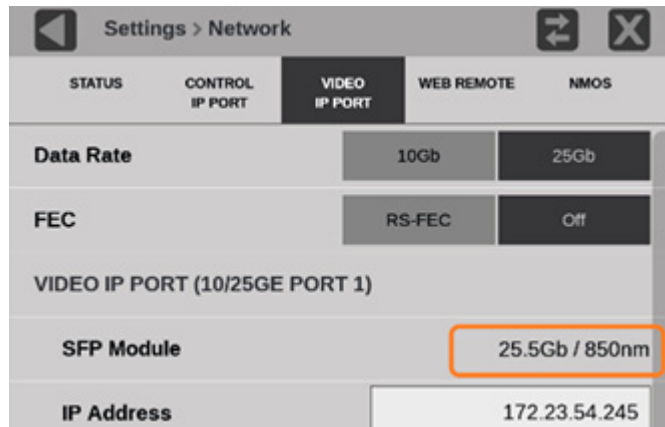 Settings > Network
STATUS CONTROL IP PORT VIDEO IP PORT WEB REMOTE NMOS
Data Rate 10Gb 25Gb
FEC RS-FEC Off
VIDEO IP PORT (10/25GE PORT 1)
SFP Module 25.5Gb / 850nm
IP Address 172.23.54.245